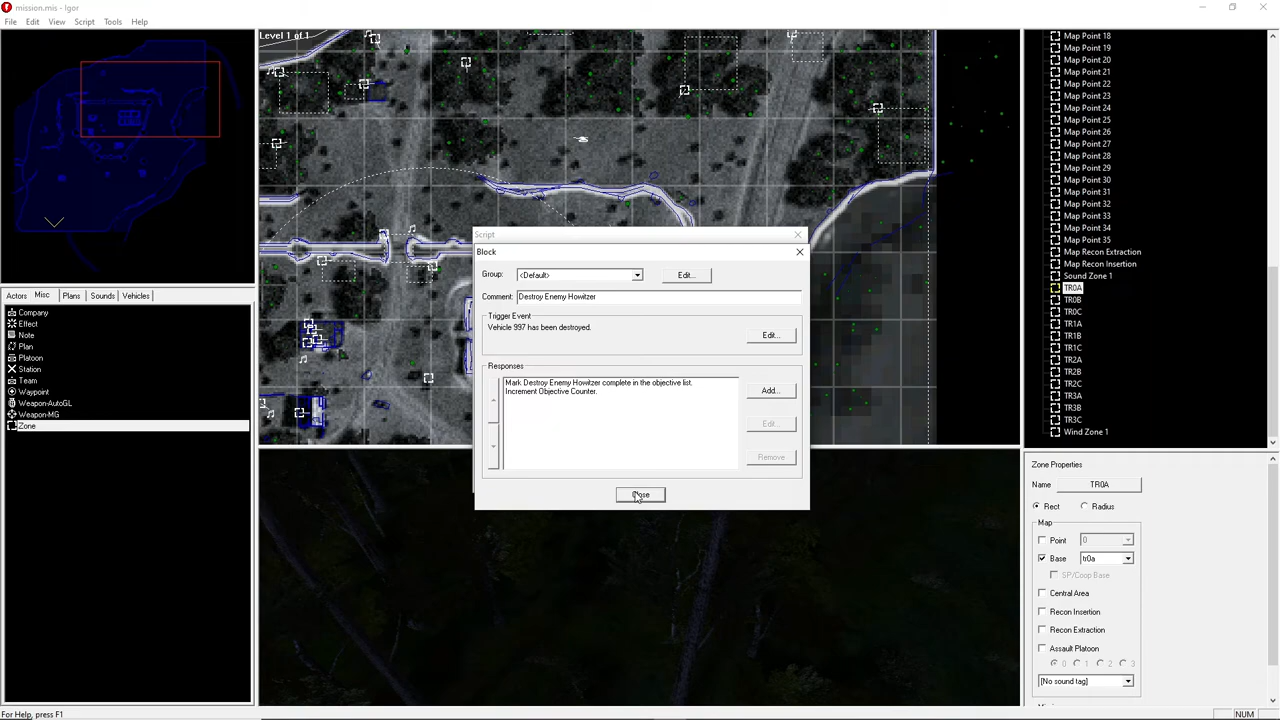 mission.mis - Igor
File Edit View Script Tools Help
Level 1 of 1
Actors Misc Plans Sounds Vehicles
Company
Effect
Note
Plan
Platoon
Station
Team
Waypoint
Weapon-AutoGL
Weapon-MG
Zone
Script
Block
Group: <Default> Edit...
Comment: Destroy Enemy Howitzer
Trigger Event
Vehicle 997 has been destroyed.
Edit...
Responses
Mark Destroy Enemy Howitzer complete in the objective list.
Increment Objective Counter.
Add...
Edit...
Remove
Close
Map Point 18
Map Point 19
Map Point 20
Map Point 21
Map Point 22
Map Point 23
Map Point 24
Map Point 25
Map Point 26
Map Point 27
Map Point 28
Map Point 29
Map Point 30
Map Point 31
Map Point 32
Map Point 33
Map Point 34
Map Point 35
Map Recon Extraction
Map Recon Insertion
Sound Zone 1
TR0A
TR0B
TR0C
TR1A
TR1B
TR1C
TR2A
TR2B
TR2C
TR3A
TR3B
TR3C
Wind Zone 1
Zone Properties
Name TR0A
Rect Radius
Map
Point 0
Base tr0a
SP/Coop Base
Central Area
Recon Insertion
Recon Extraction
Assault Platoon
0 1 2 3
[No sound tag]
For Help, press F1
NUM